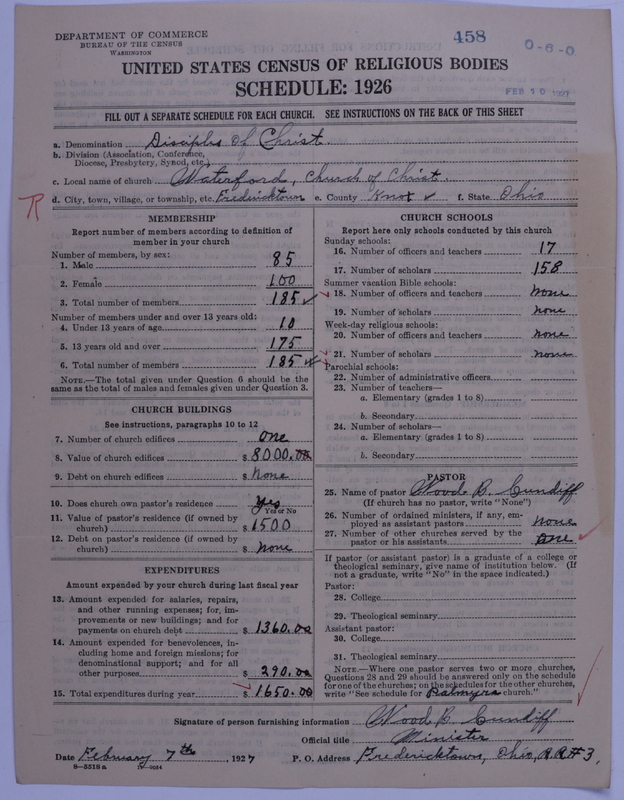 DEPARTMENT OF COMMERCE
BUREAU OF THE CENSUS
WASHINGTON
458
0-6-0
FEB 10 1927
UNITED STATES CENSUS OF RELIGIOUS BODIES
SCHEDULE: 1926
FILL OUT A SEPARATE SCHEDULE FOR EACH CHURCH. SEE INSTRUCTIONS ON THE BACK OF THIS SHEET
a. Denomination Disciples of Christ.
b. Division (Association, Conference,
Diocese, Presbytery, Synod, etc.)
c. Local name of church Waterford, Church of Christ.
d. City, town, village, or township, etc. Fredericktown e. County Knox f. State Ohio
MEMBERSHIP
Report number of members according to definition of
member in your church
Number of members, by sex:
1. Male 85
2. Female 100
3. Total number of members 185
Number of members under and over 13 years old:
4. Under 13 years of age 10
5. 13 years old and over 175
6. Total number of members 185
NOTE.—The total given under Question 6 should be the
same as the total of males and females given under Question 3.
CHURCH BUILDINGS
See instructions, paragraphs 10 to 12
7. Number of church edifices one
8. Value of church edifices $ 8000.00
9. Debt on church edifices $ None
10. Does church own pastor's residence Yes
Yes or No
11. Value of pastor's residence (if owned by
church) $ 1500
12. Debt on pastor's residence (if owned by
church) $ None
EXPENDITURES
Amount expended by your church during last fiscal year
13. Amount expended for salaries, repairs,
and other running expenses; for, im-
provements or new buildings; and for
payments on church debt $ 1360.00
14. Amount expended for benevolences, in-
cluding home and foreign missions; for
denominational support; and for all
other purposes $ 290.00
15. Total expenditures during year $ 1650.00
CHURCH SCHOOLS
Report here only schools conducted by this church
Sunday schools:
16. Number of officers and teachers 17
17. Number of scholars 158
Summer vacation Bible schools:
18. Number of officers and teachers None
19. Number of scholars None
Week-day religious schools:
20. Number of officers and teachers None
21. Number of scholars None
Parochial schools:
22. Number of administrative officers
23. Number of teachers—
a. Elementary (grades 1 to 8)
b. Secondary
24. Number of scholars—
a. Elementary (grades 1 to 8)
b. Secondary
PASTOR
25. Name of pastor Wood B. Cundiff
(If church has no pastor, write "None")
26. Number of ordained ministers, if any, em-
ployed as assistant pastors None
27. Number of other churches served by the
pastor or his assistants one
If pastor (or assistant pastor) is a graduate of a college or
theological seminary, give name of institution below. (If
not a graduate, write "No" in the space indicated.)
Pastor:
28. College
29. Theological seminary
Assistant pastor:
30. College
31. Theological seminary
NOTE.—Where one pastor serves two or more churches,
Questions 28 and 29 should be answered only on the schedule
for one of the churches; on the schedules for the other churches,
write "See schedule for Palmyra church."
Signature of person furnishing information Wood B. Cundiff
Official title Minister
Date February 7th, 1927 P. O. Address Fredericktown, Ohio, R.R#3,
8-5518 a